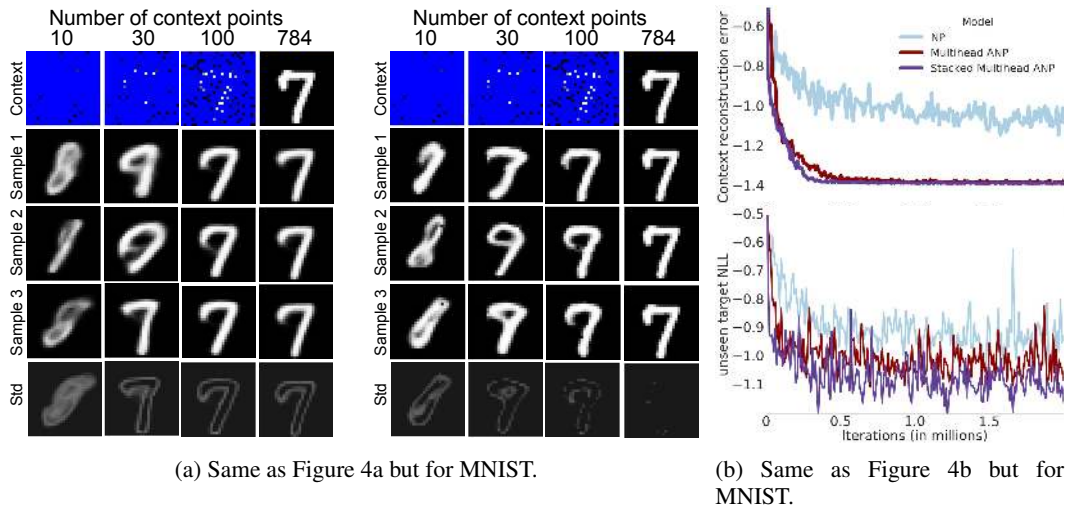 Number of context points
10 30 100 784
Context
Sample 1
Sample 2
Sample 3
Std
Number of context points
10 30 100 784
Context
Sample 1
Sample 2
Sample 3
Std
(a) Same as Figure 4a but for MNIST.
Context reconstruction error
−0.6
−0.8
−1.0
−1.2
−1.4
Model
NP
Multihead ANP
Stacked Multihead ANP
unseen target NLL
−0.5
−0.6
−0.7
−0.8
−0.9
−1.0
−1.1
0 0.5 1.0 1.5
Iterations (in millions)
(b) Same as Figure 4b but for
MNIST.